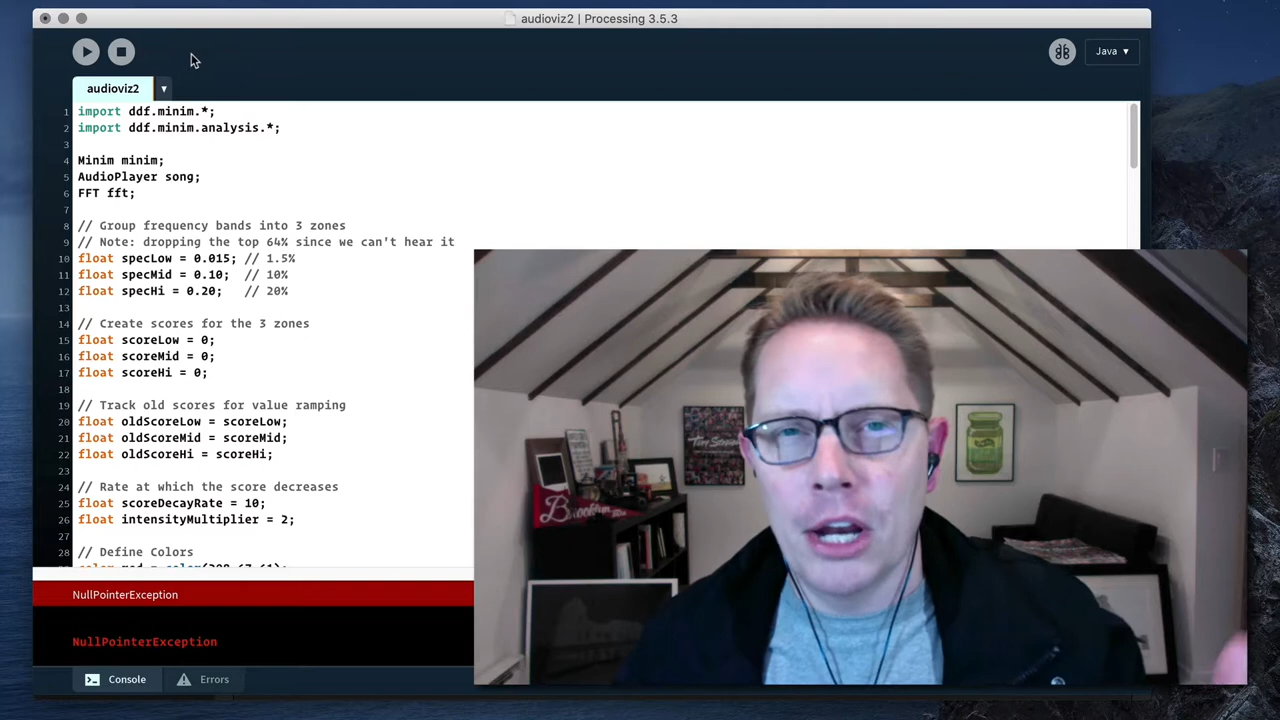 audioviz2 | Processing 3.5.3
Java ▾
audioviz2
1 import ddf.minim.*;
2 import ddf.minim.analysis.*;
3
4 Minim minim;
5 AudioPlayer song;
6 FFT fft;
7
8 // Group frequency bands into 3 zones
9 // Note: dropping the top 64% since we can't hear it
10 float specLow = 0.015; // 1.5%
11 float specMid = 0.10;  // 10%
12 float specHi = 0.20;   // 20%
13
14 // Create scores for the 3 zones
15 float scoreLow = 0;
16 float scoreMid = 0;
17 float scoreHi = 0;
18
19 // Track old scores for value ramping
20 float oldScoreLow = scoreLow;
21 float oldScoreMid = scoreMid;
22 float oldScoreHi = scoreHi;
23
24 // Rate at which the score decreases
25 float scoreDecayRate = 10;
26 float intensityMultiplier = 2;
27
28 // Define Colors
Brooklyn
NullPointerException
NullPointerException
Console
Errors